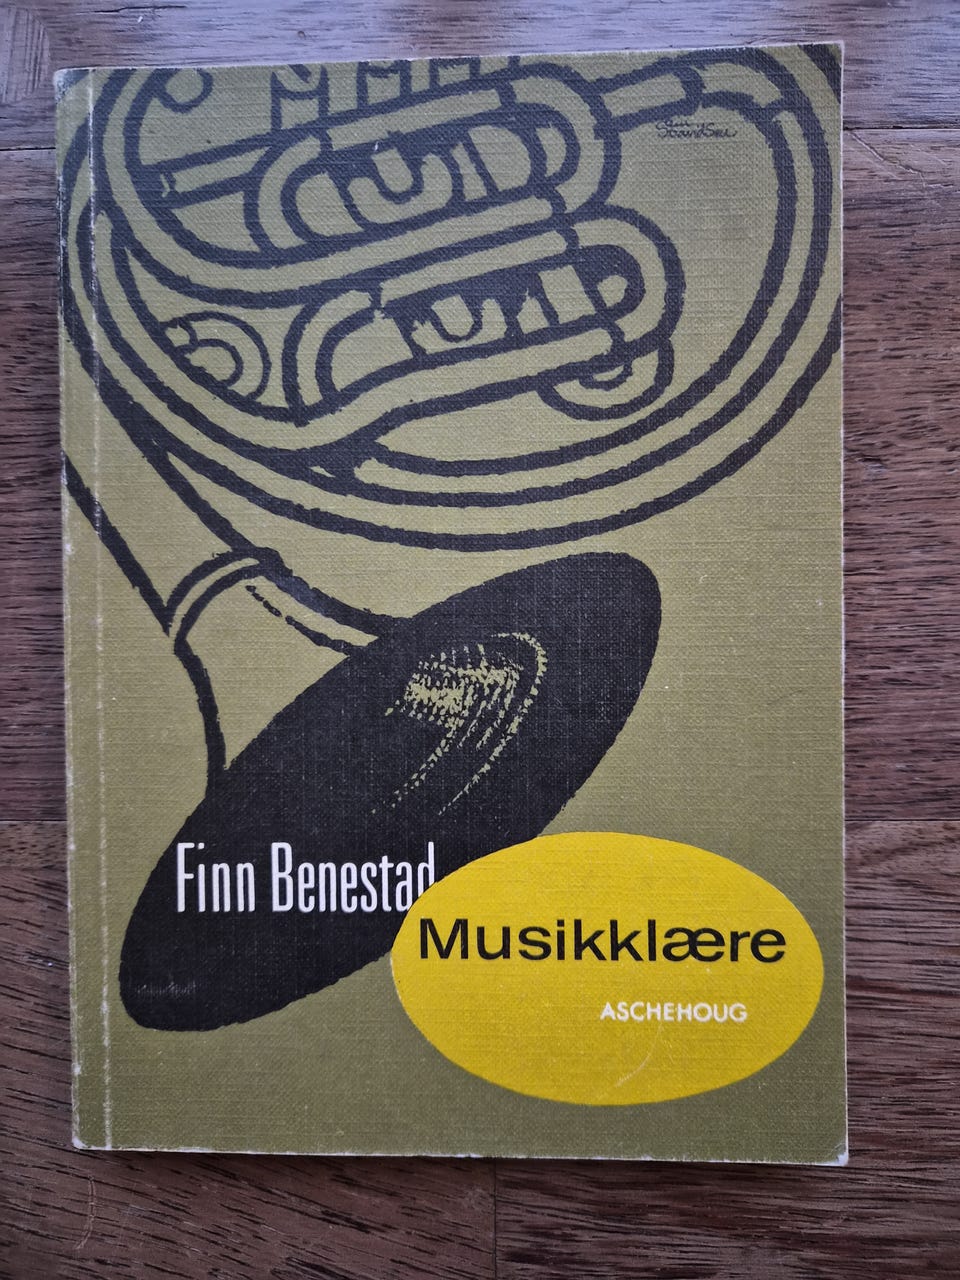 Finn Benestad
Musikklære
ASCHEHOUG